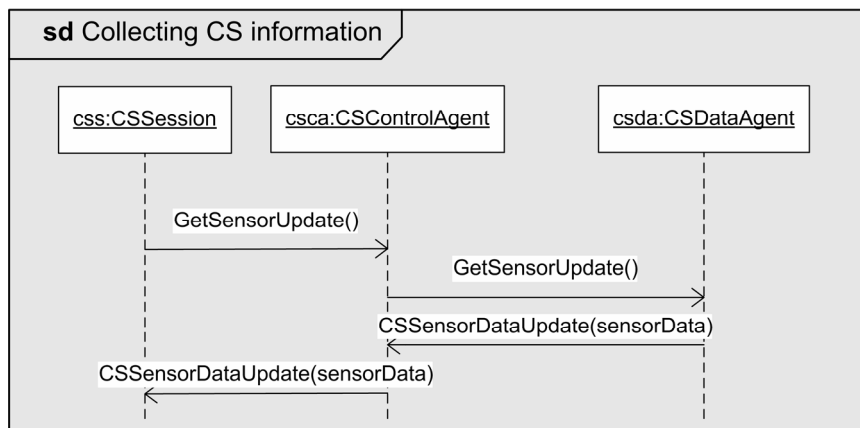 sd Collecting CS information
css:CSSession
csca:CSControlAgent
csda:CSDataAgent
GetSensorUpdate()
GetSensorUpdate()
CSSensorDataUpdate(sensorData)
CSSensorDataUpdate(sensorData)